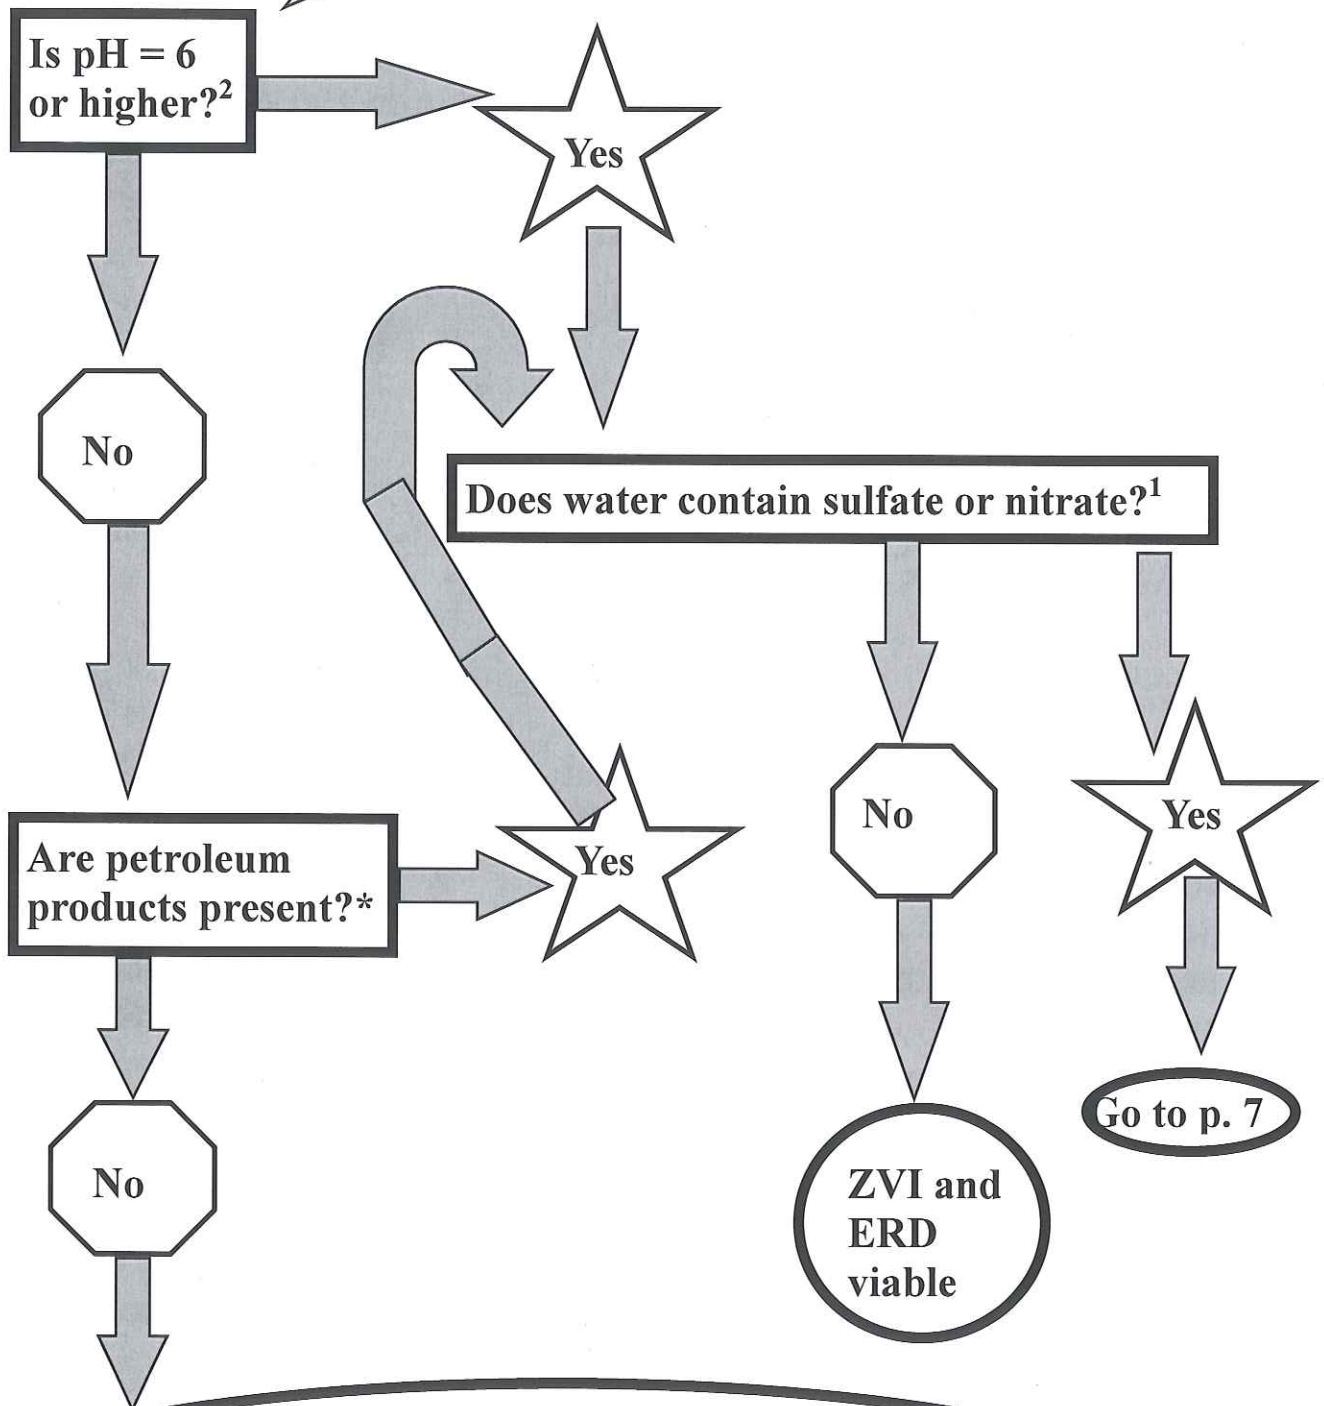 Is pH = 6
or higher?²
Yes
No
Does water contain sulfate or nitrate?¹
Are petroleum
products present?*
Yes
No
Yes
No
Go to p. 7
ZVI and
ERD
viable